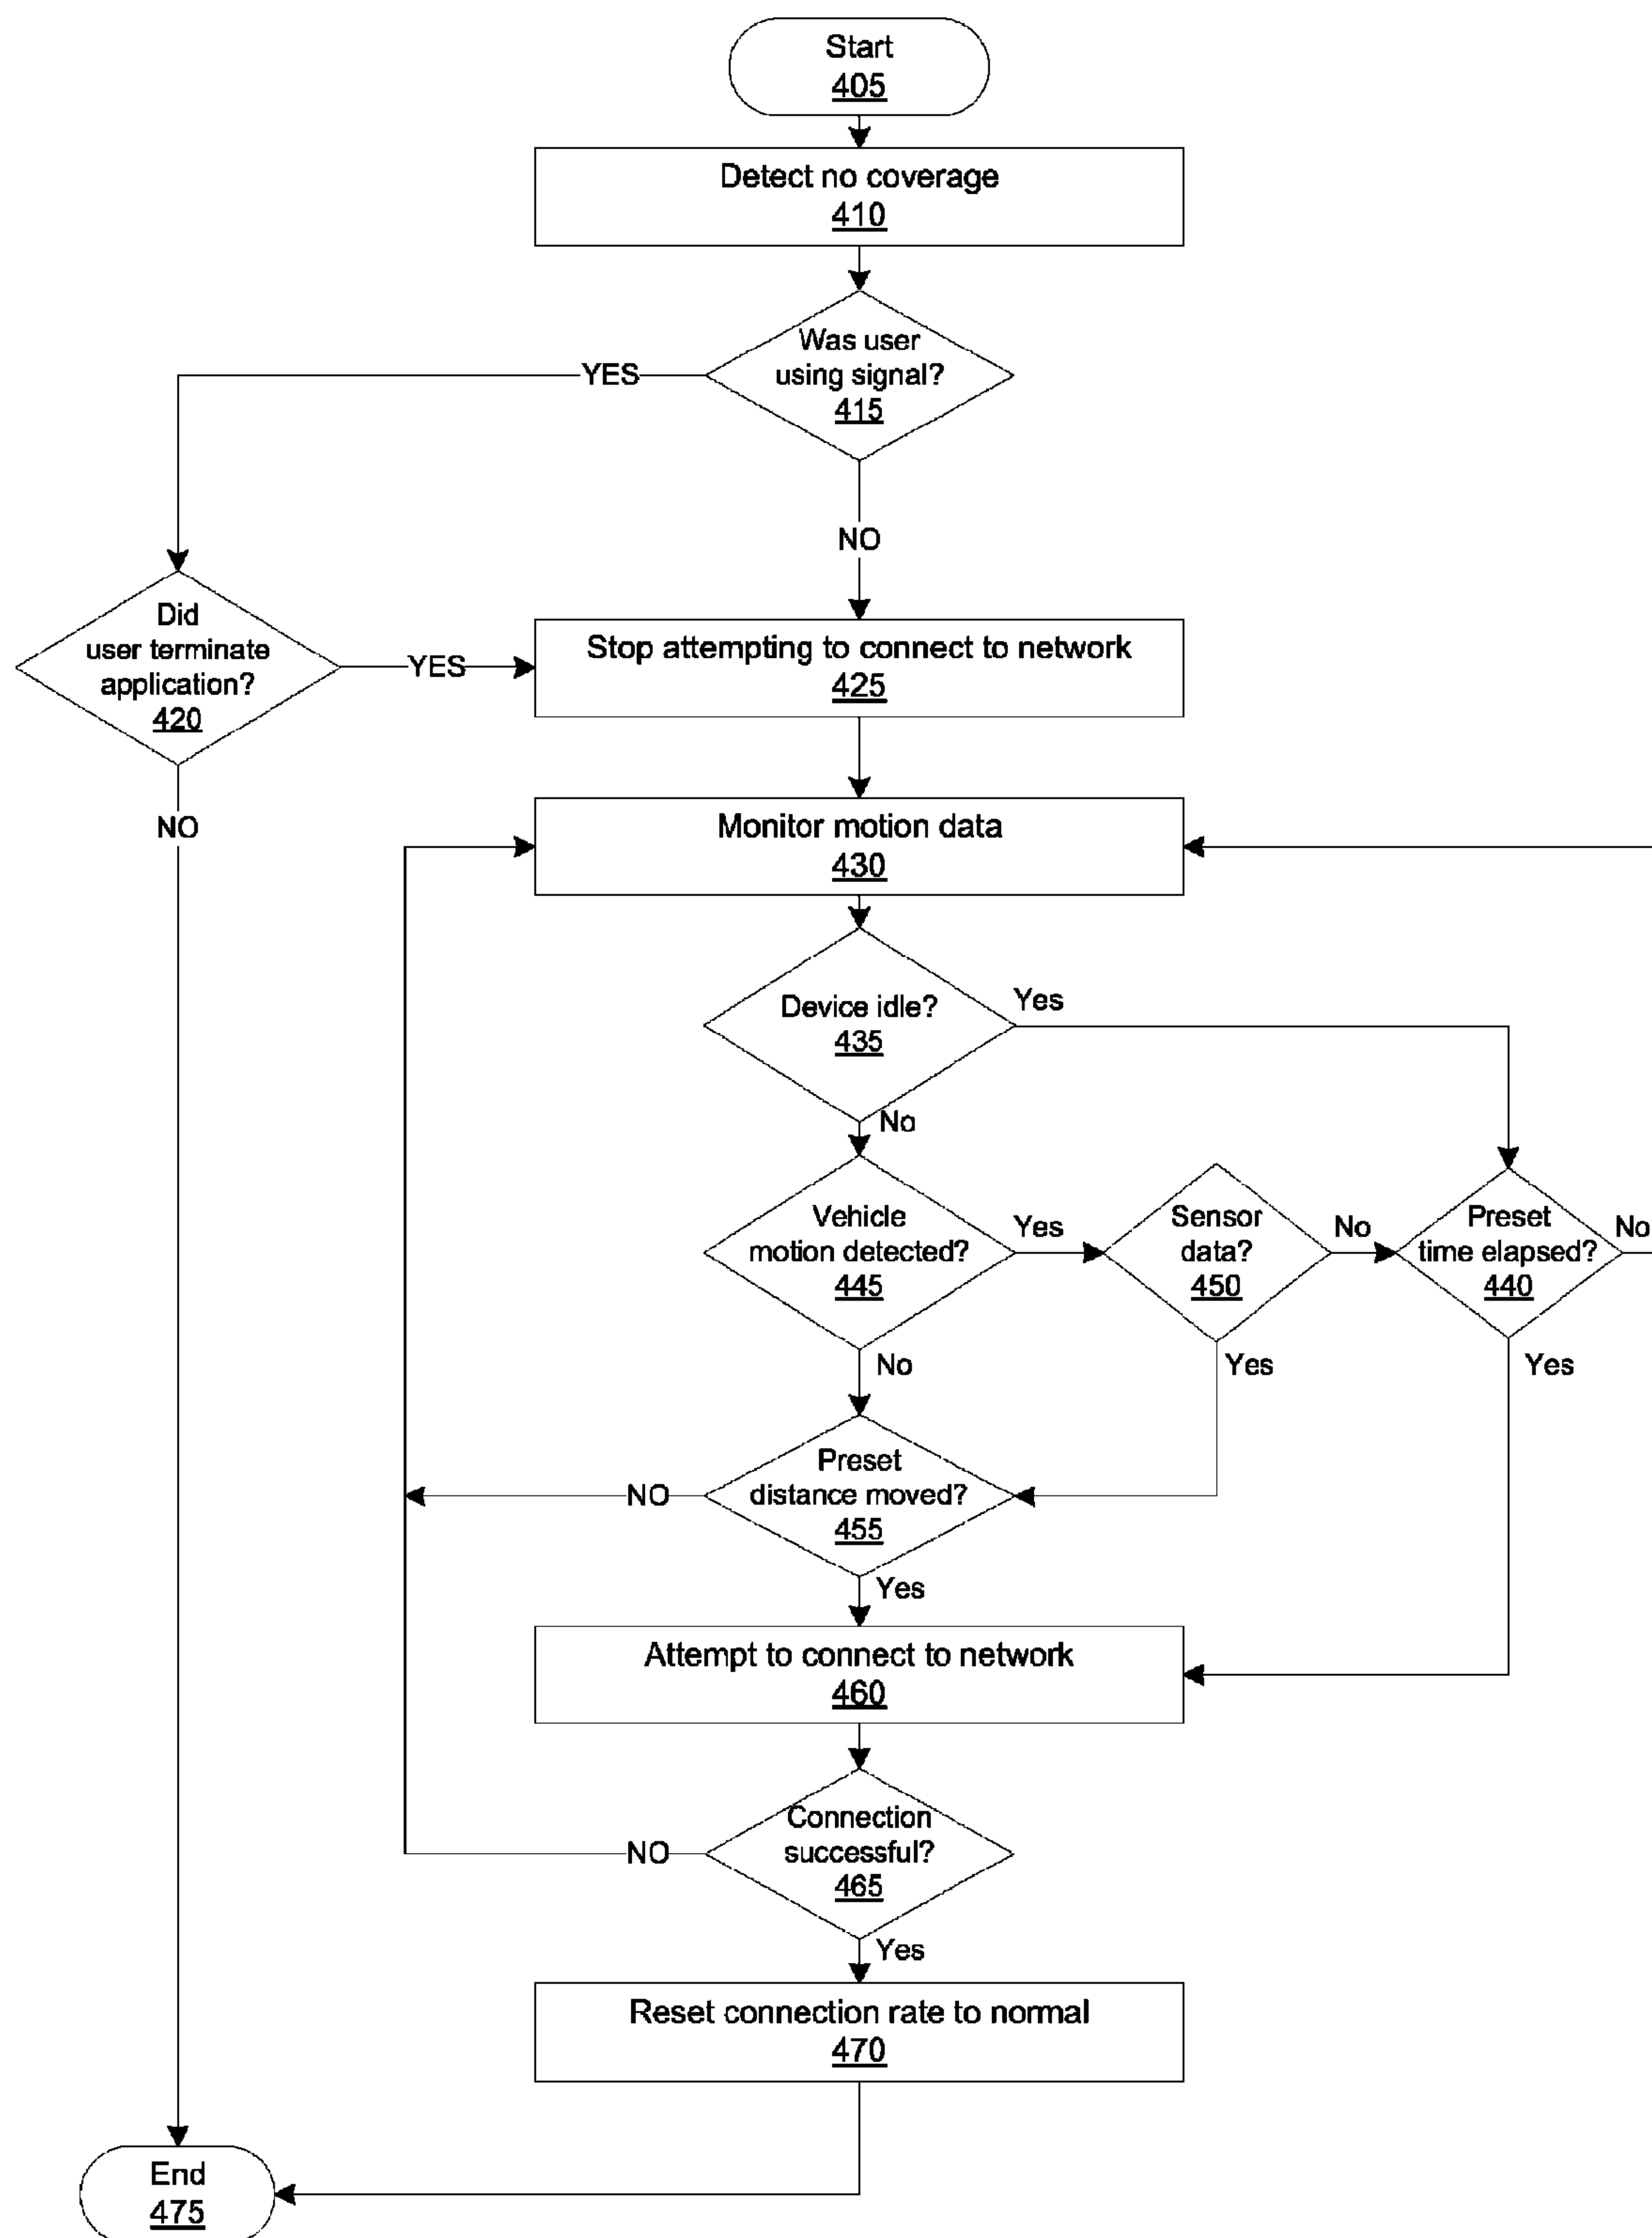 Start
405
Detect no coverage
410
Was user
using signal?
415
YES
NO
Did
user terminate
application?
420
YES
NO
Stop attempting to connect to network
425
Monitor motion data
430
Device idle?
435
Yes
No
Vehicle
motion detected?
445
Yes
No
Sensor
data?
450
No
Yes
Preset
time elapsed?
440
No
Yes
Preset
distance moved?
455
NO
Yes
Attempt to connect to network
460
Connection
successful?
465
NO
Yes
Reset connection rate to normal
470
End
475